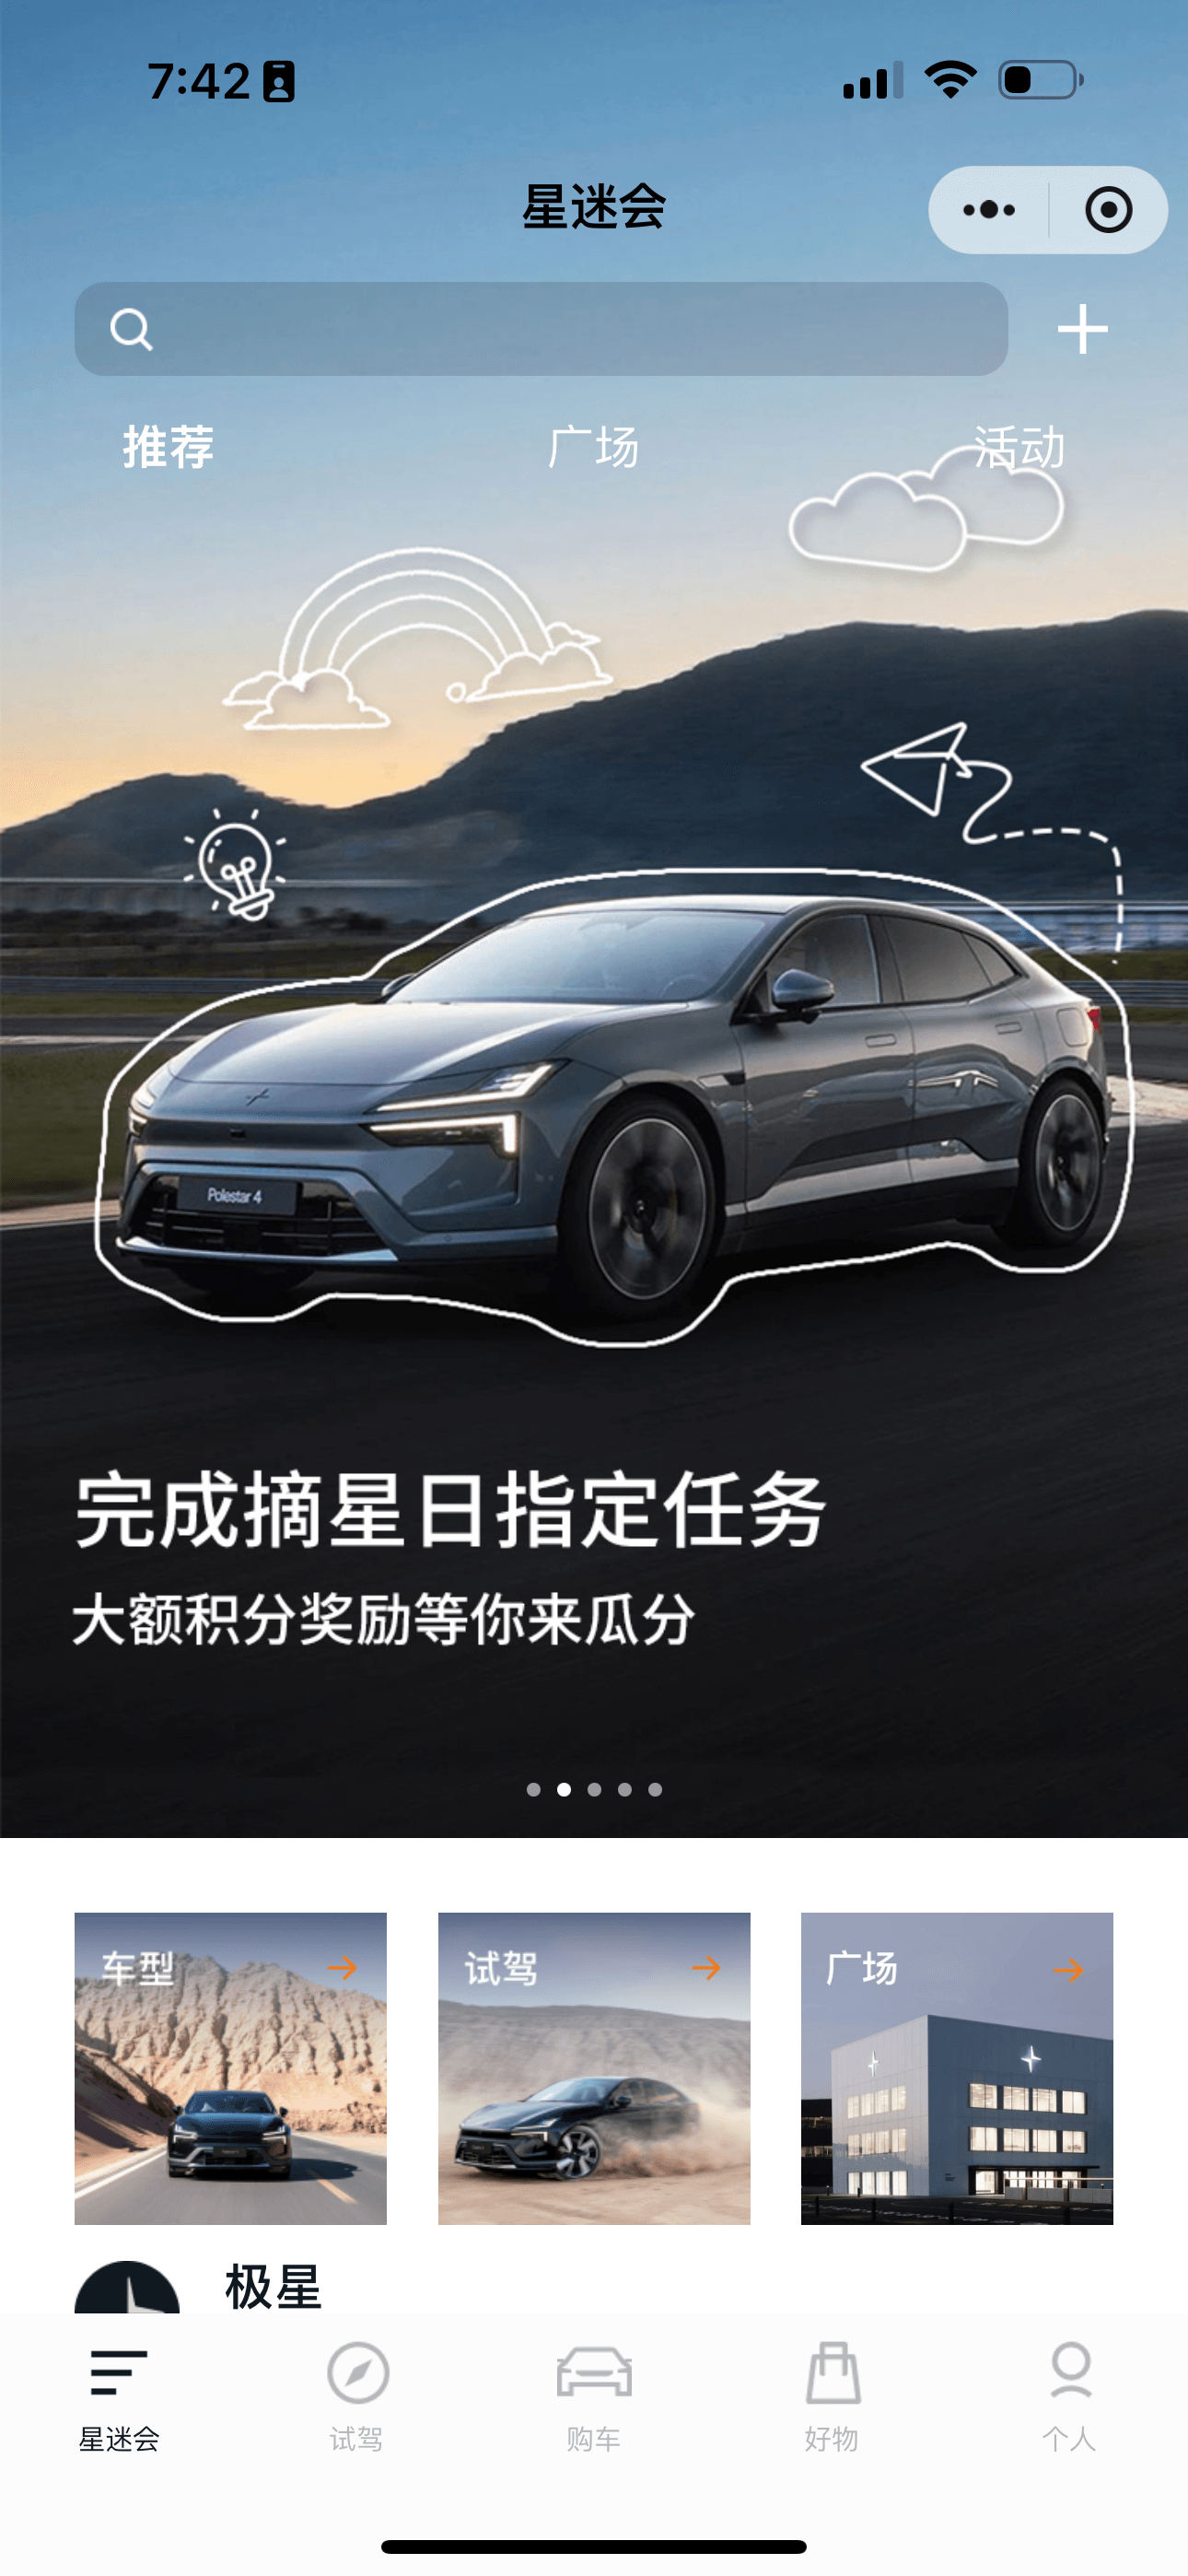 7:42
星迷会
推荐
广场
活动
Polestar 4
完成摘星日指定任务
大额积分奖励等你来瓜分
车型
试驾
广场
极星
星迷会
试驾
购车
好物
个人